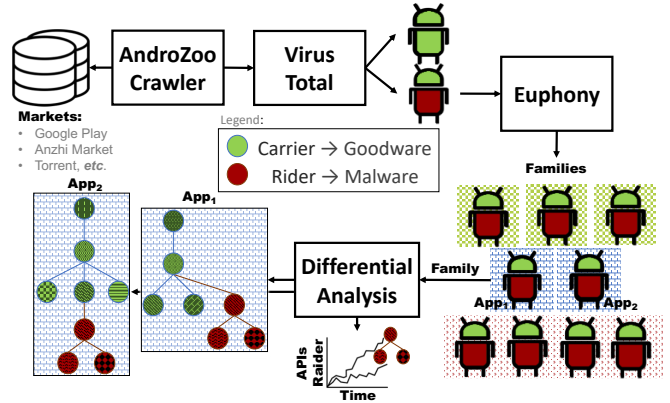 AndroZoo
Crawler
Virus
Total
Euphony
Markets:
• Google Play
• Anzhi Market
• Torrent, etc.
Legend:
Carrier → Goodware
Rider → Malware
Families
App2
App1
Differential
Analysis
Family
App1
App2
APIs
Raider
Time